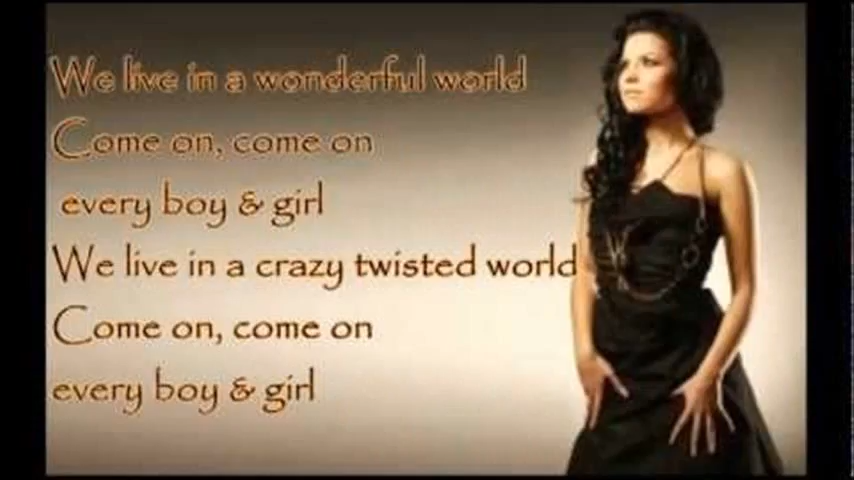 We live in a wonderful world
Come on, come on
every boy & girl
We live in a crazy twisted world
Come on, come on
every boy & girl